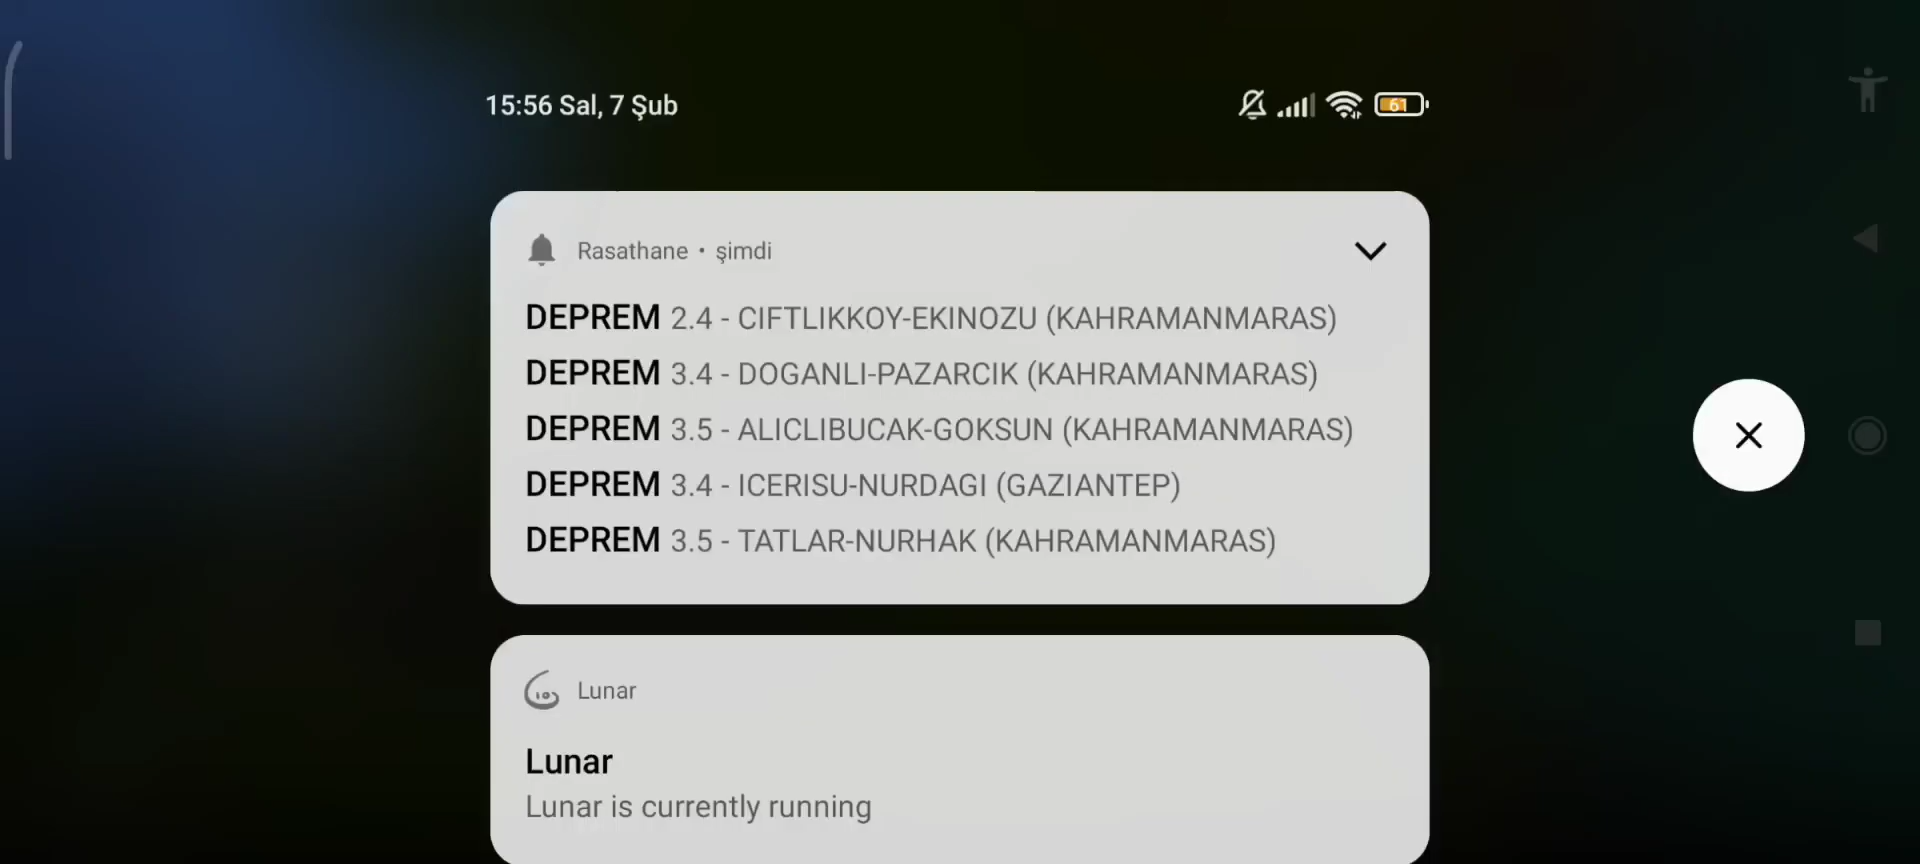 15:56 Sal, 7 Şub
61
Rasathane • şimdi
DEPREM 2.4 - CIFTLIKKOY-EKINOZU (KAHRAMANMARAS)
DEPREM 3.4 - DOGANLI-PAZARCIK (KAHRAMANMARAS)
DEPREM 3.5 - ALICLIBUCAK-GOKSUN (KAHRAMANMARAS)
DEPREM 3.4 - ICERISU-NURDAGI (GAZIANTEP)
DEPREM 3.5 - TATLAR-NURHAK (KAHRAMANMARAS)
Lunar
Lunar
Lunar is currently running